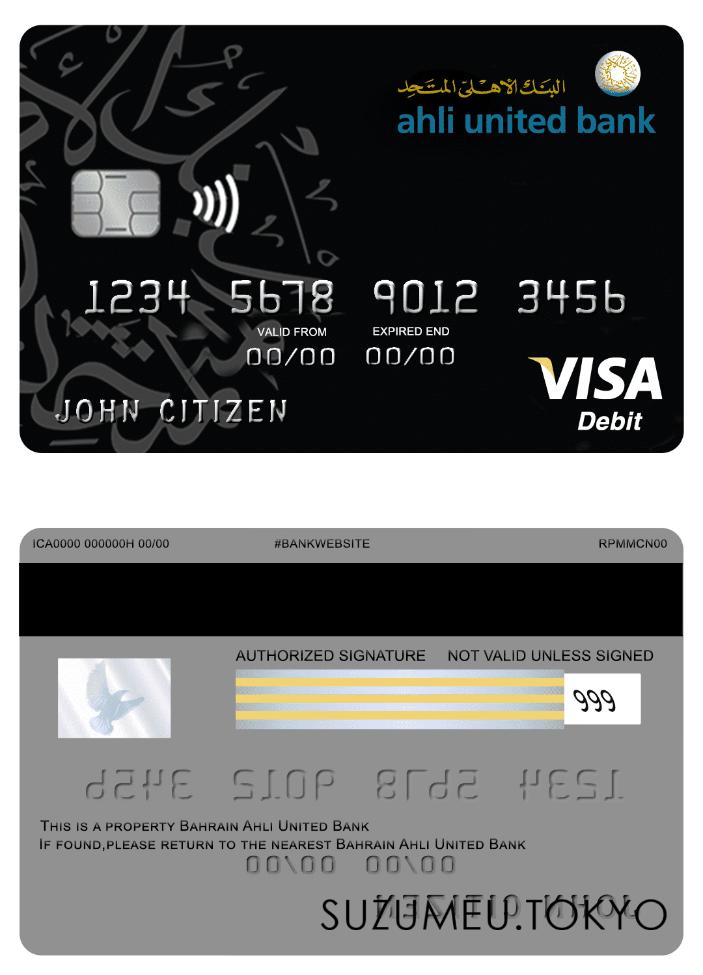 البنك الأهلي المتحد
ahli united bank
1234 5678 9012 3456
VALID FROM EXPIRED END
00/00 00/00
VISA
Debit
JOHN CITIZEN
ICA0000 000000H 00/00 #BANKWEBSITE RPMMCN00
AUTHORIZED SIGNATURE NOT VALID UNLESS SIGNED
999
THIS IS A PROPERTY BAHRAIN AHLI UNITED BANK
IF FOUND,PLEASE RETURN TO THE NEAREST BAHRAIN AHLI UNITED BANK
00/00 00/00
SUZUMEU.TOKYO